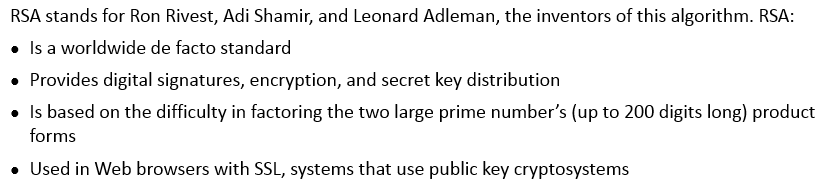 RSA stands for Ron Rivest, Adi Shamir, and Leonard Adleman, the inventors of this algorithm. RSA:
• Is a worldwide de facto standard
• Provides digital signatures, encryption, and secret key distribution
• Is based on the difficulty in factoring the two large prime number's (up to 200 digits long) product
forms
• Used in Web browsers with SSL, systems that use public key cryptosystems